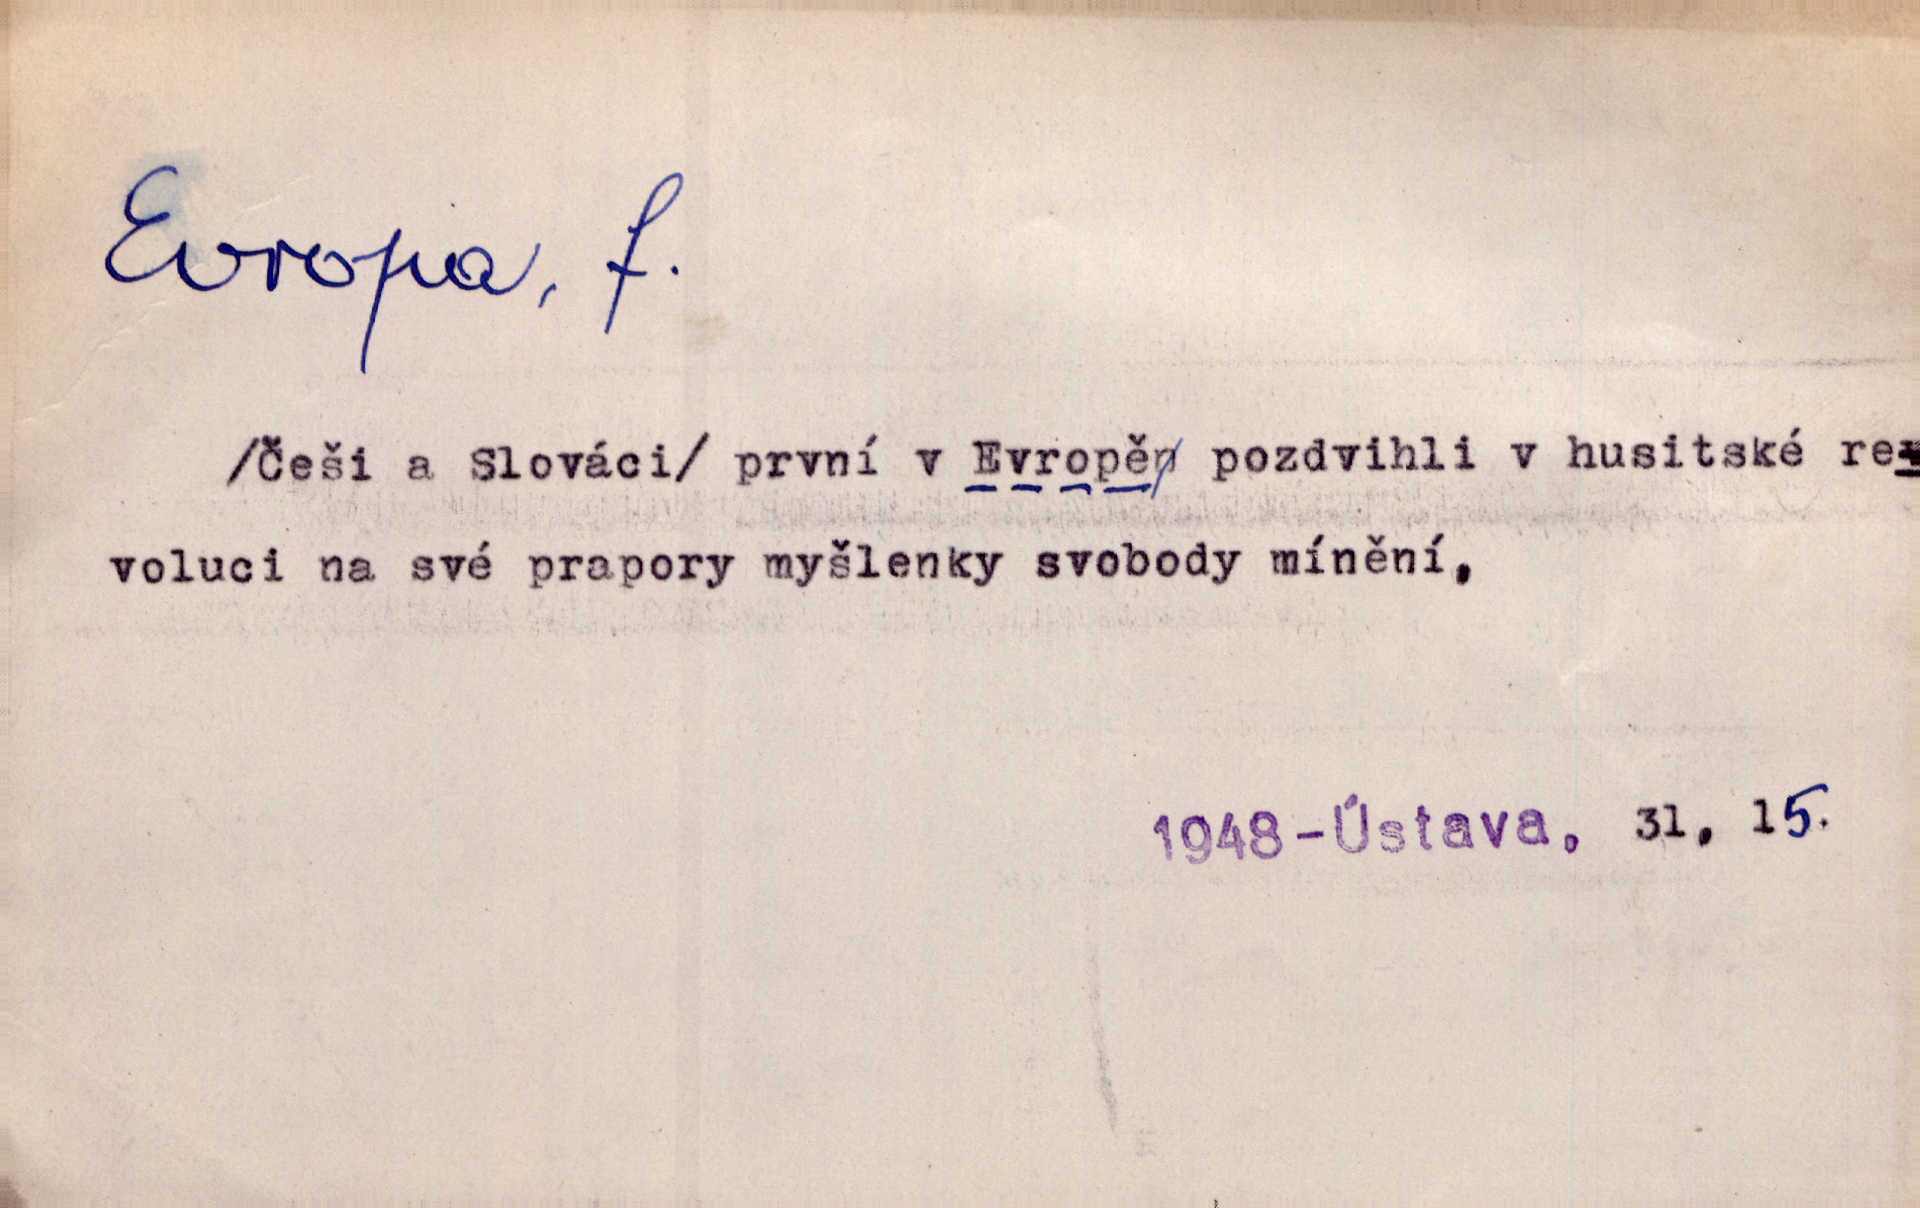 Evropa, f.
/Češi a Slováci/ první v Evropě pozdvihli v husitské re-
voluci na své prapory myšlenky svobody mínění,
1948-Ústava, 31, 15.